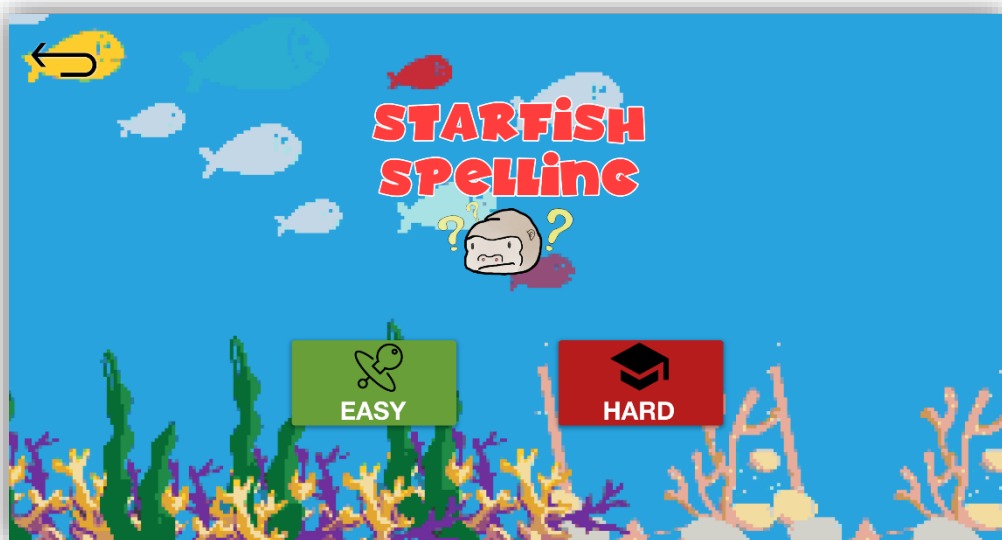 STARFiSH
SPeLLiNG
? ? ?
EASY
HARD